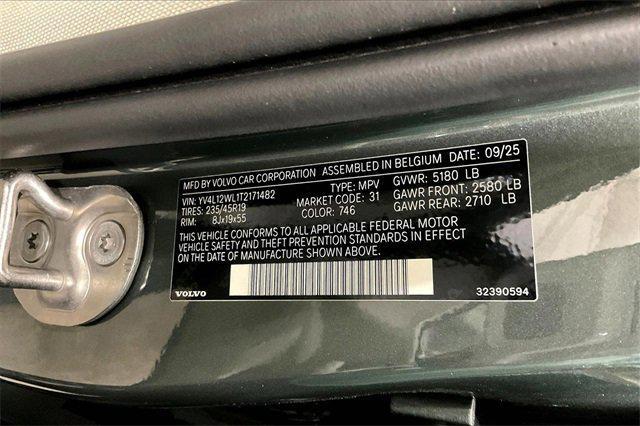 MFD BY VOLVO CAR CORPORATION ASSEMBLED IN BELGIUM DATE: 09/25
VIN: YV4L12WL1T2171482 TYPE: MPV GVWR: 5180 LB
TIRES: 235/45R19 MARKET CODE: 31 GAWR FRONT: 2580 LB
RIM: 8Jx19x55 COLOR: 746 GAWR REAR: 2710 LB
THIS VEHICLE CONFORMS TO ALL APPLICABLE FEDERAL MOTOR
VEHICLE SAFETY AND THEFT PREVENTION STANDARDS IN EFFECT
ON THE DATE OF MANUFACTURE SHOWN ABOVE.
VOLVO 32390594